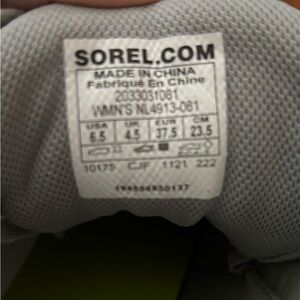 SOREL.COM
MADE IN CHINA
Fabriqué En Chine
2033031081
WMN'S NL4913-081
USA UK EUR CM
6.5 4.5 37.5 23.5
10175 CJF 1121 222